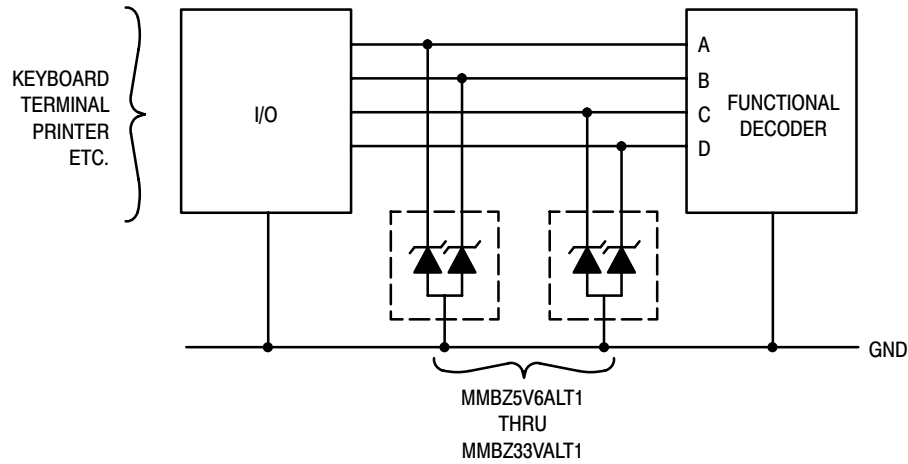 KEYBOARD
TERMINAL
PRINTER
ETC.
I/O
A
B
C
D
FUNCTIONAL
DECODER
GND
MMBZ5V6ALT1
THRU
MMBZ33VALT1